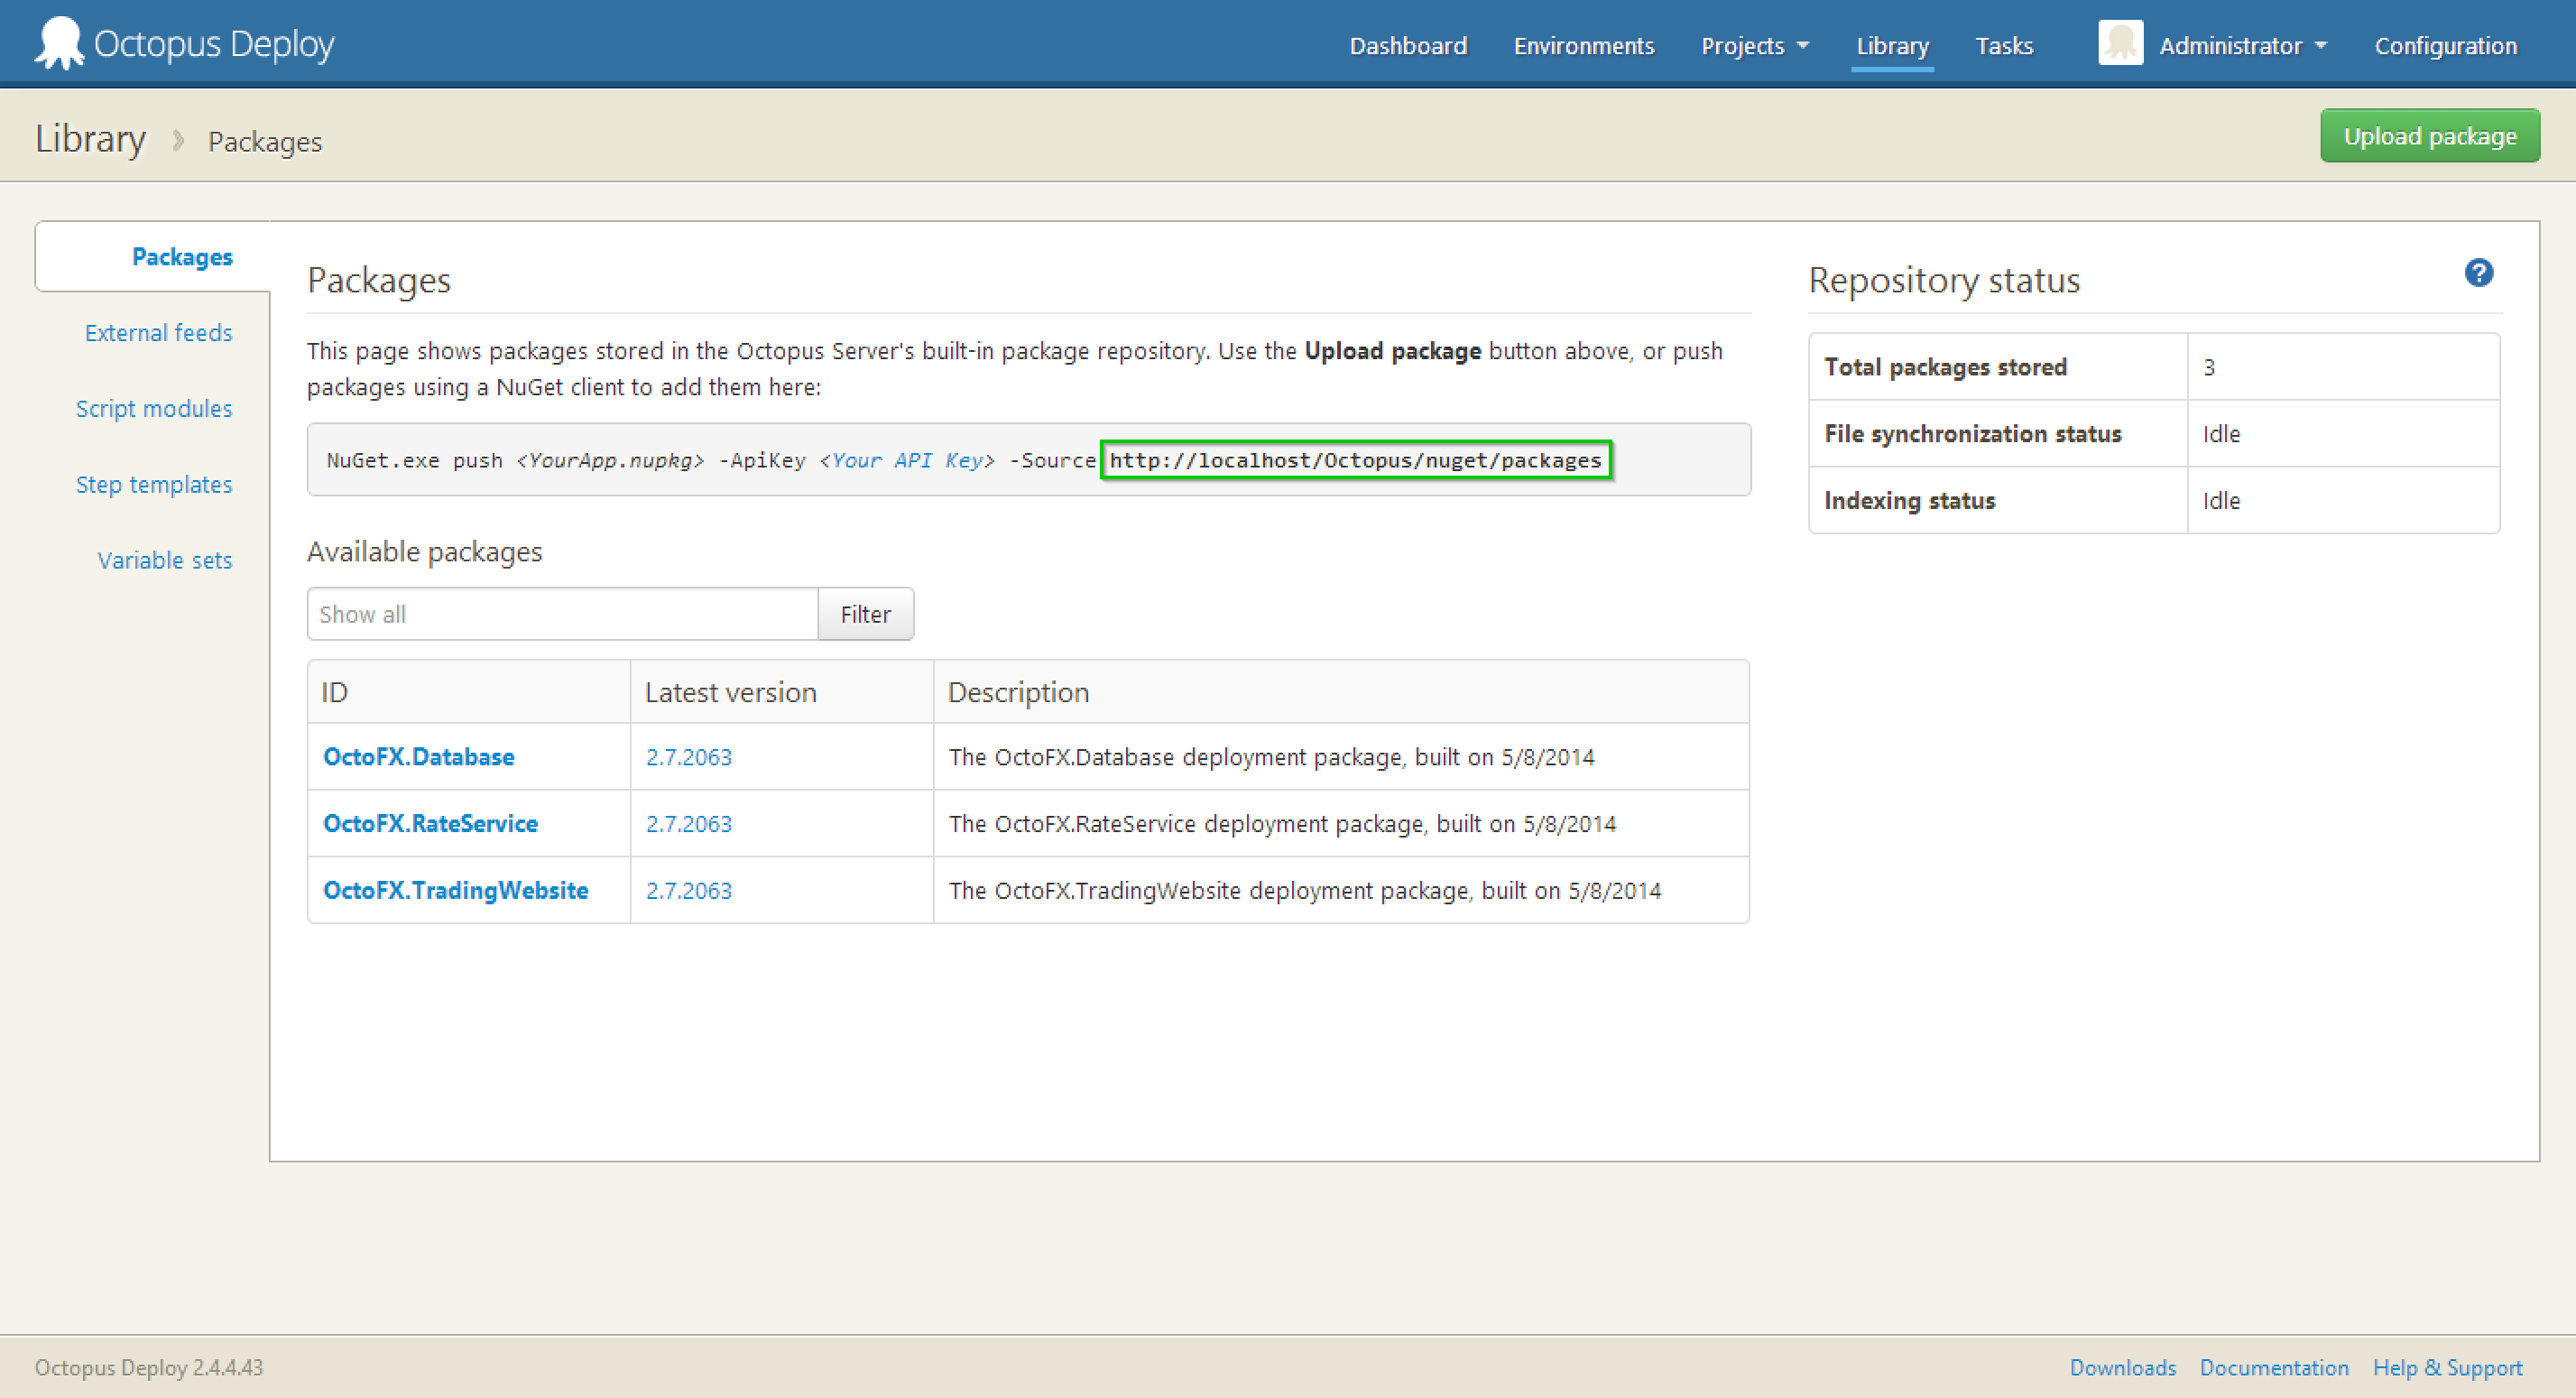 Octopus Deploy
Dashboard Environments Projects Library Tasks Administrator Configuration
Library Packages
Upload package
Packages
External feeds
Script modules
Step templates
Variable sets
Packages
This page shows packages stored in the Octopus Server's built-in package repository. Use the Upload package button above, or push
packages using a NuGet client to add them here:
NuGet.exe push <YourApp.nupkg> -ApiKey <Your API Key> -Source http://localhost/Octopus/nuget/packages
Available packages
Show all Filter
ID Latest version Description
OctoFX.Database 2.7.2063 The OctoFX.Database deployment package, built on 5/8/2014
OctoFX.RateService 2.7.2063 The OctoFX.RateService deployment package, built on 5/8/2014
OctoFX.TradingWebsite 2.7.2063 The OctoFX.TradingWebsite deployment package, built on 5/8/2014
Repository status ?
Total packages stored 3
File synchronization status Idle
Indexing status Idle
Octopus Deploy 2.4.4.43
Downloads Documentation Help & Support